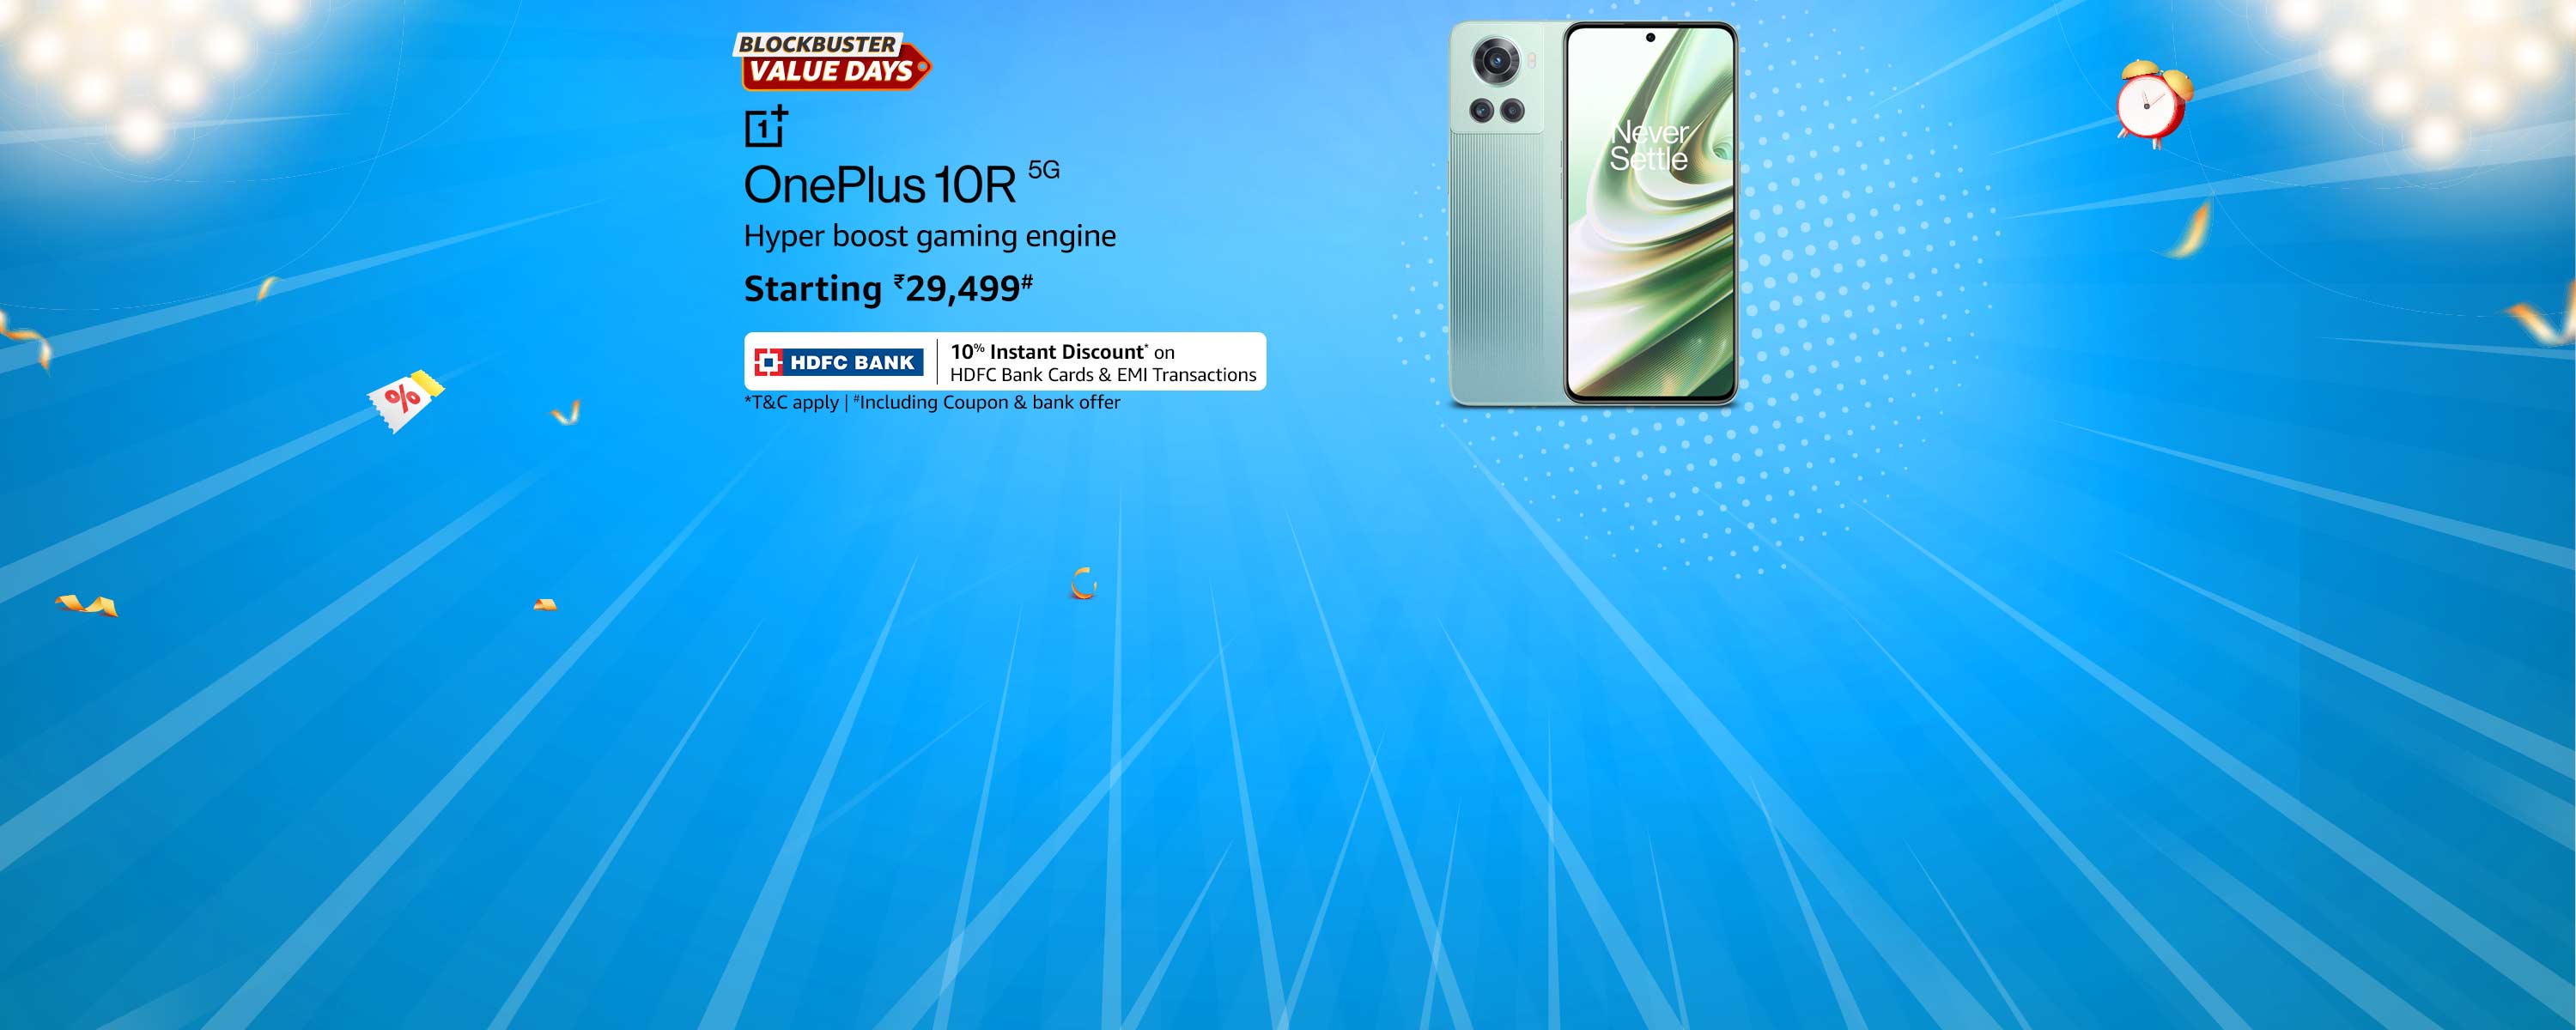 BLOCKBUSTER
VALUE DAYS
1+
OnePlus 10R 5G
Hyper boost gaming engine
Starting ₹29,499#
HDFC BANK
10% Instant Discount* on
HDFC Bank Cards & EMI Transactions
*T&C apply | #Including Coupon & bank offer
Never
Settle
%